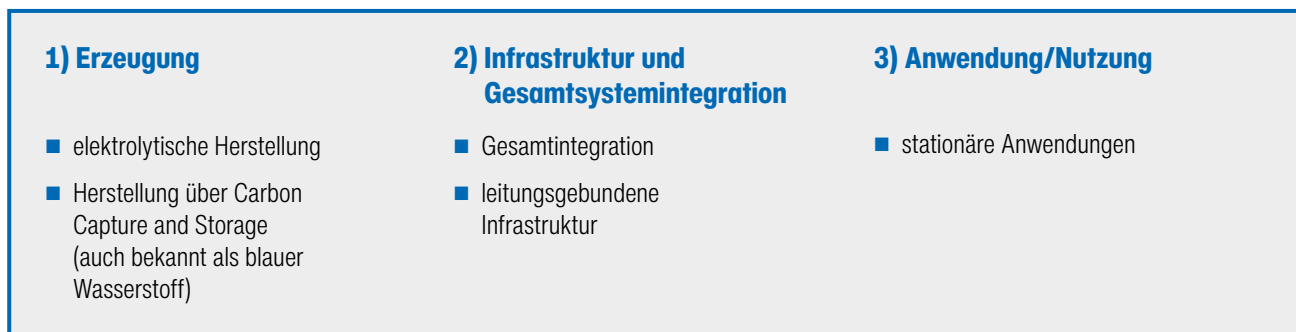 1) Erzeugung
■ elektrolytische Herstellung
■ Herstellung über Carbon
Capture and Storage
(auch bekannt als blauer
Wasserstoff)
2) Infrastruktur und
Gesamtsystemintegration
■ Gesamtintegration
■ leitungsgebundene
Infrastruktur
3) Anwendung/Nutzung
■ stationäre Anwendungen